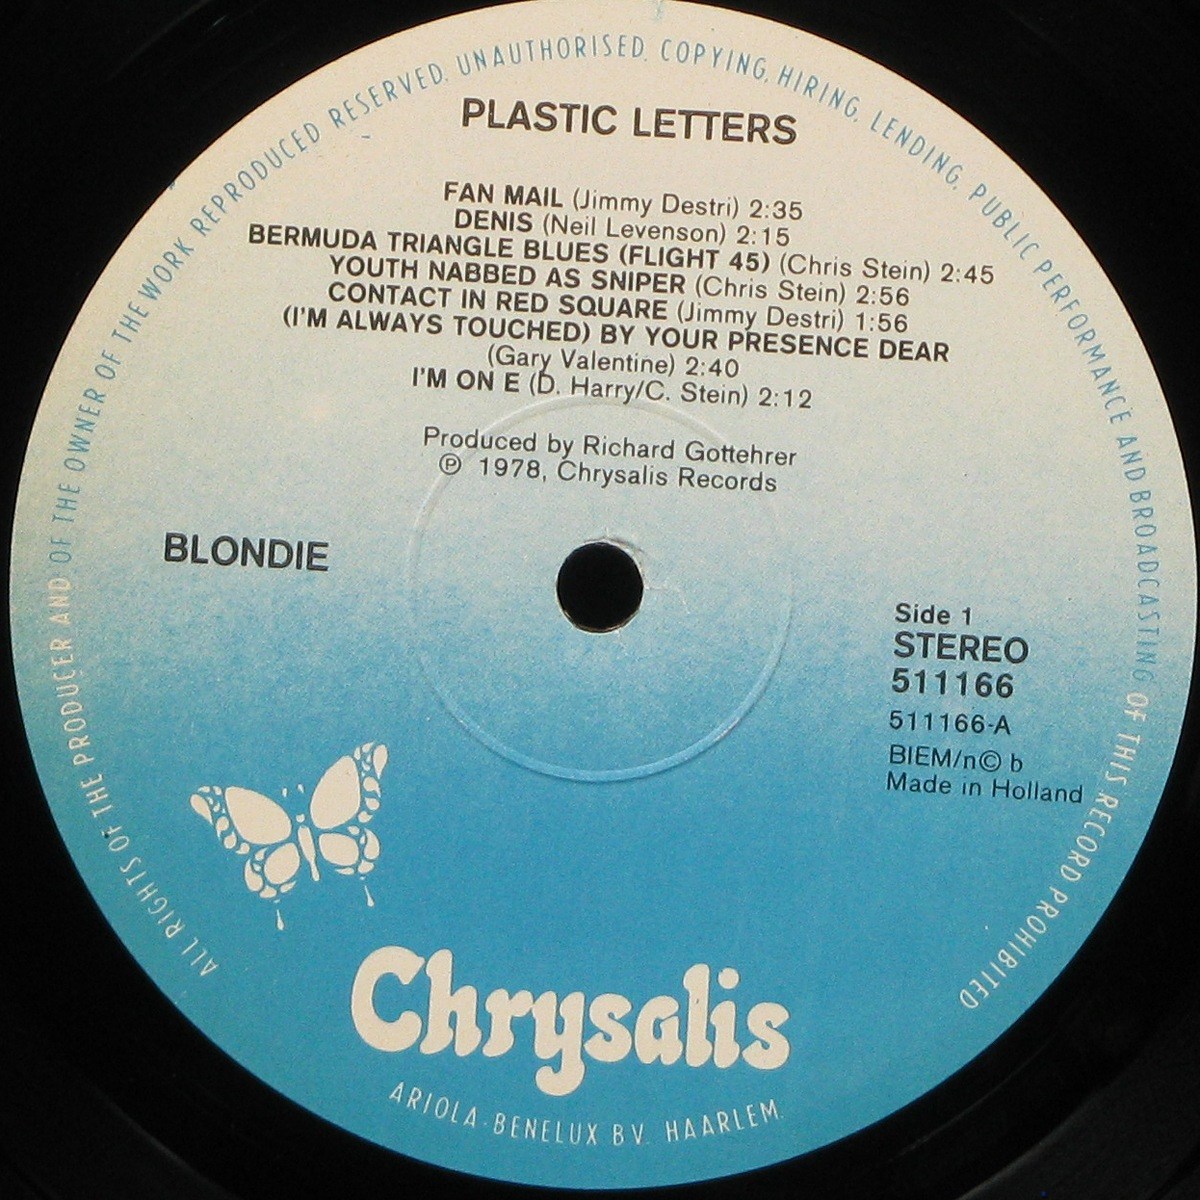 ALL RIGHTS OF THE PRODUCER AND OF THE OWNER OF THE WORK REPRODUCED RESERVED. UNAUTHORISED. COPYING, HIRING, LENDING, PUBLIC PERFORMANCE AND BROADCASTING OF THIS RECORD PROHIBITED
PLASTIC LETTERS
FAN MAIL (Jimmy Destri) 2:35
DENIS (Neil Levenson) 2:15
BERMUDA TRIANGLE BLUES (FLIGHT 45) (Chris Stein) 2:45
YOUTH NABBED AS SNIPER (Chris Stein) 2:56
CONTACT IN RED SQUARE (Jimmy Destri) 1:56
(I'M ALWAYS TOUCHED) BY YOUR PRESENCE DEAR
(Gary Valentine) 2:40
I'M ON E (D. Harry/C. Stein) 2:12
Produced by Richard Gottehrer
℗ 1978, Chrysalis Records
BLONDIE
Side 1
STEREO
511166
511166-A
BIEM/n© b
Made in Holland
Chrysalis
ARIOLA-BENELUX BV. HAARLEM.